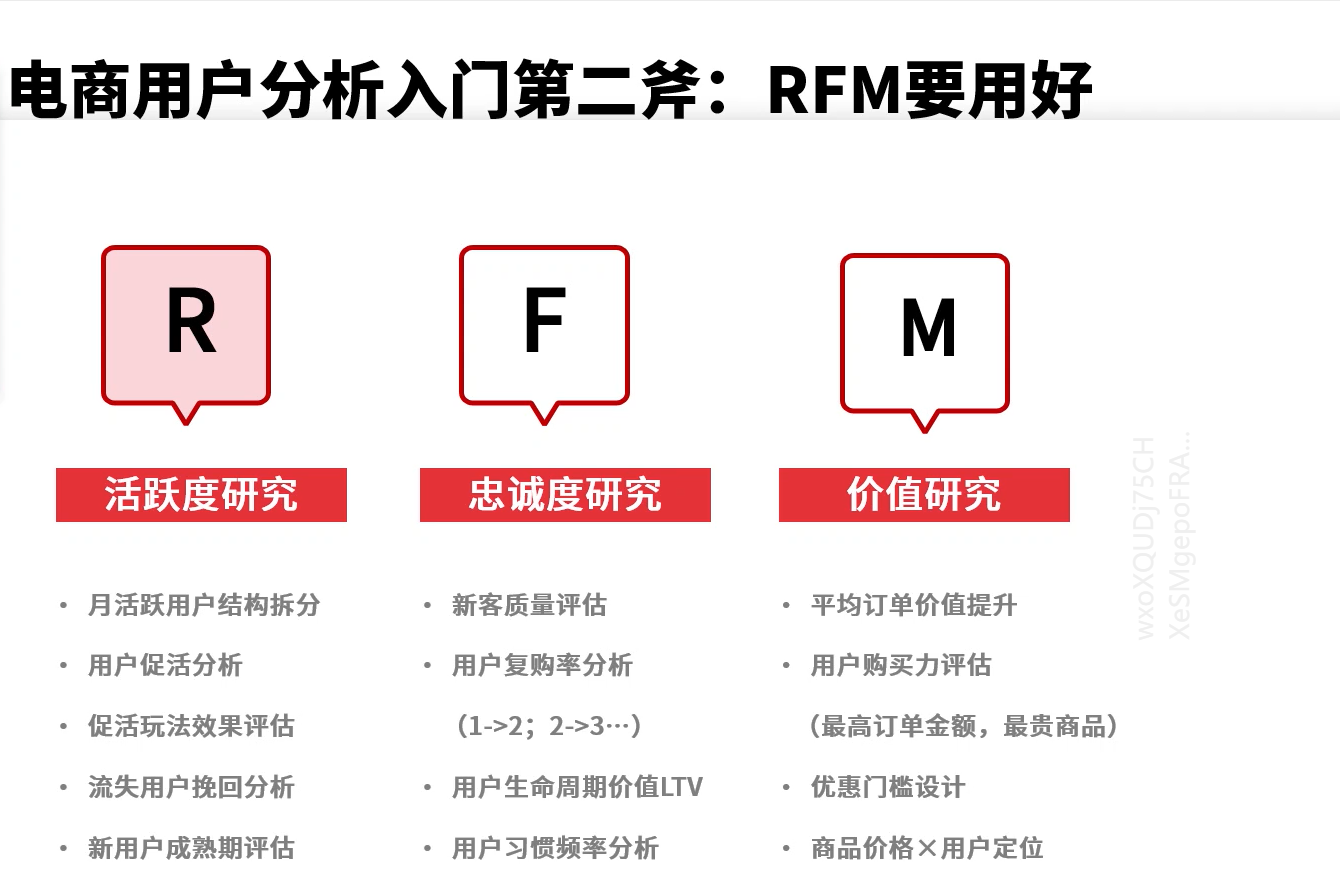 电商用户分析入门第二斧：RFM要用好
R
活跃度研究
· 月活跃用户结构拆分
· 用户促活分析
· 促活玩法效果评估
· 流失用户挽回分析
· 新用户成熟期评估
F
忠诚度研究
· 新客质量评估
· 用户复购率分析
（1->2；2->3…）
· 用户生命周期价值LTV
· 用户习惯频率分析
M
价值研究
· 平均订单价值提升
· 用户购买力评估
（最高订单金额，最贵商品）
· 优惠门槛设计
· 商品价格×用户定位
wxoXQUDj75CH
XeSMgepoFRA...